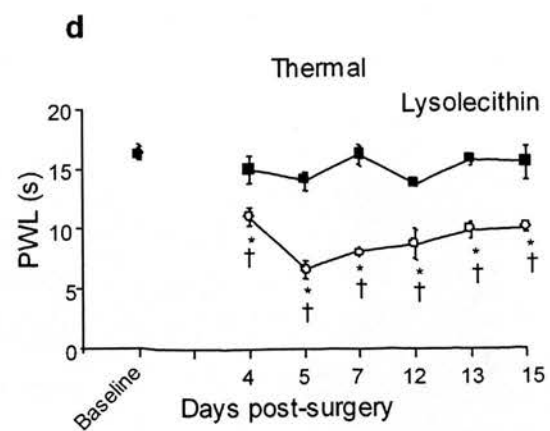 d
Thermal
Lysolecithin
20
15
10
5
0
PWL (s)
* * * * * *
† † † † † †
Baseline 4 5 7 12 13 15
Days post-surgery